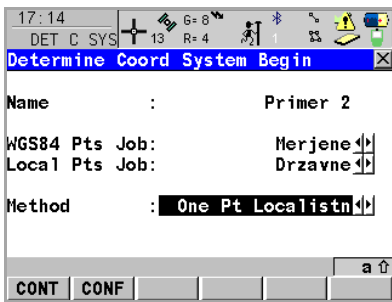 17:14
DET C SYS 13 G= 8 R= 4 1
Determine Coord System Begin
Name : Primer 2
WGS84 Pts Job: Merjene
Local Pts Job: Drzavne
Method : One Pt Localistn
a
CONT CONF